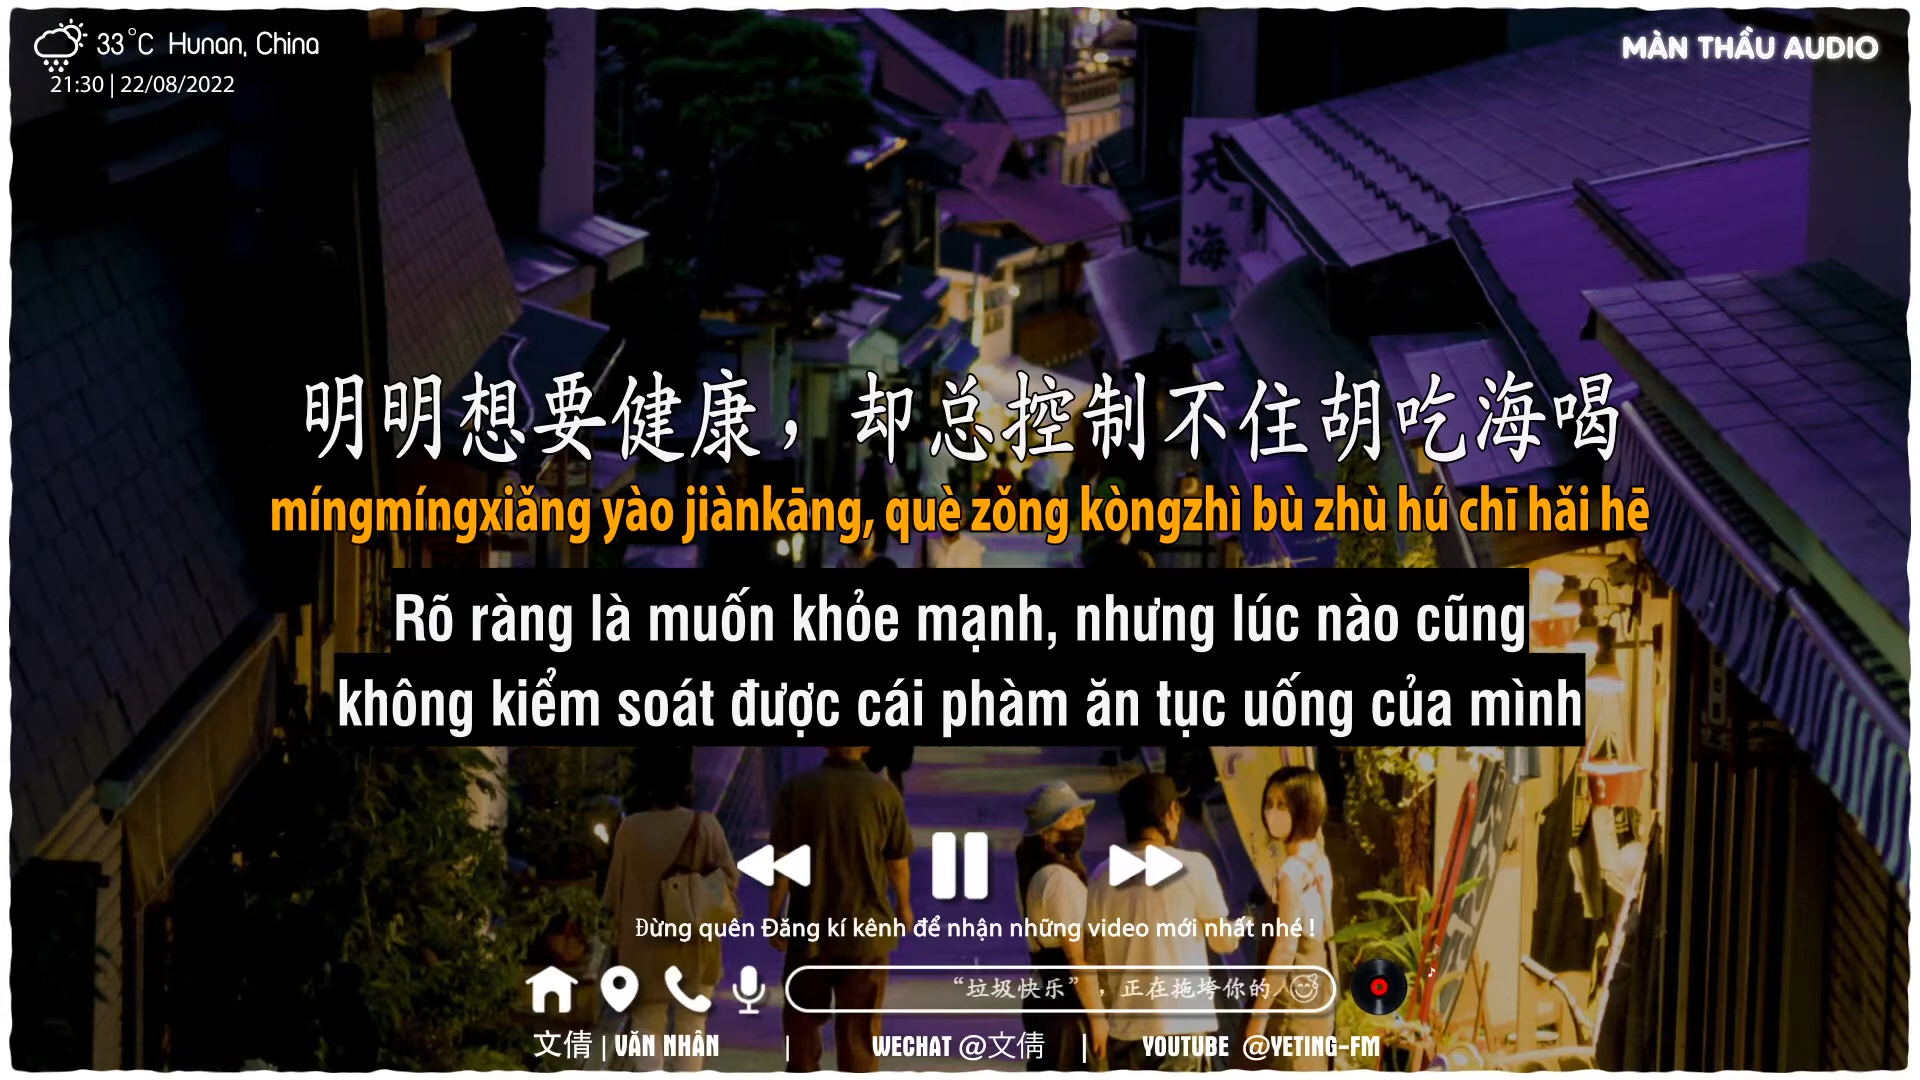 33°C Hunan, China
21:30 | 22/08/2022
MÀN THẦU AUDIO
天
海
明明想要健康，却总控制不住胡吃海喝
míngmíngxiǎng yào jiànkāng, què zǒng kòngzhì bù zhù hú chī hǎi hē
Rõ ràng là muốn khỏe mạnh, nhưng lúc nào cũng
không kiểm soát được cái phàm ăn tục uống của mình
Đừng quên Đăng kí kênh để nhận những video mới nhất nhé !
“垃圾快乐”，正在拖垮你的人
文倩 | VĂN NHÂN | WECHAT @文倩 | YOUTUBE @YETING-FM